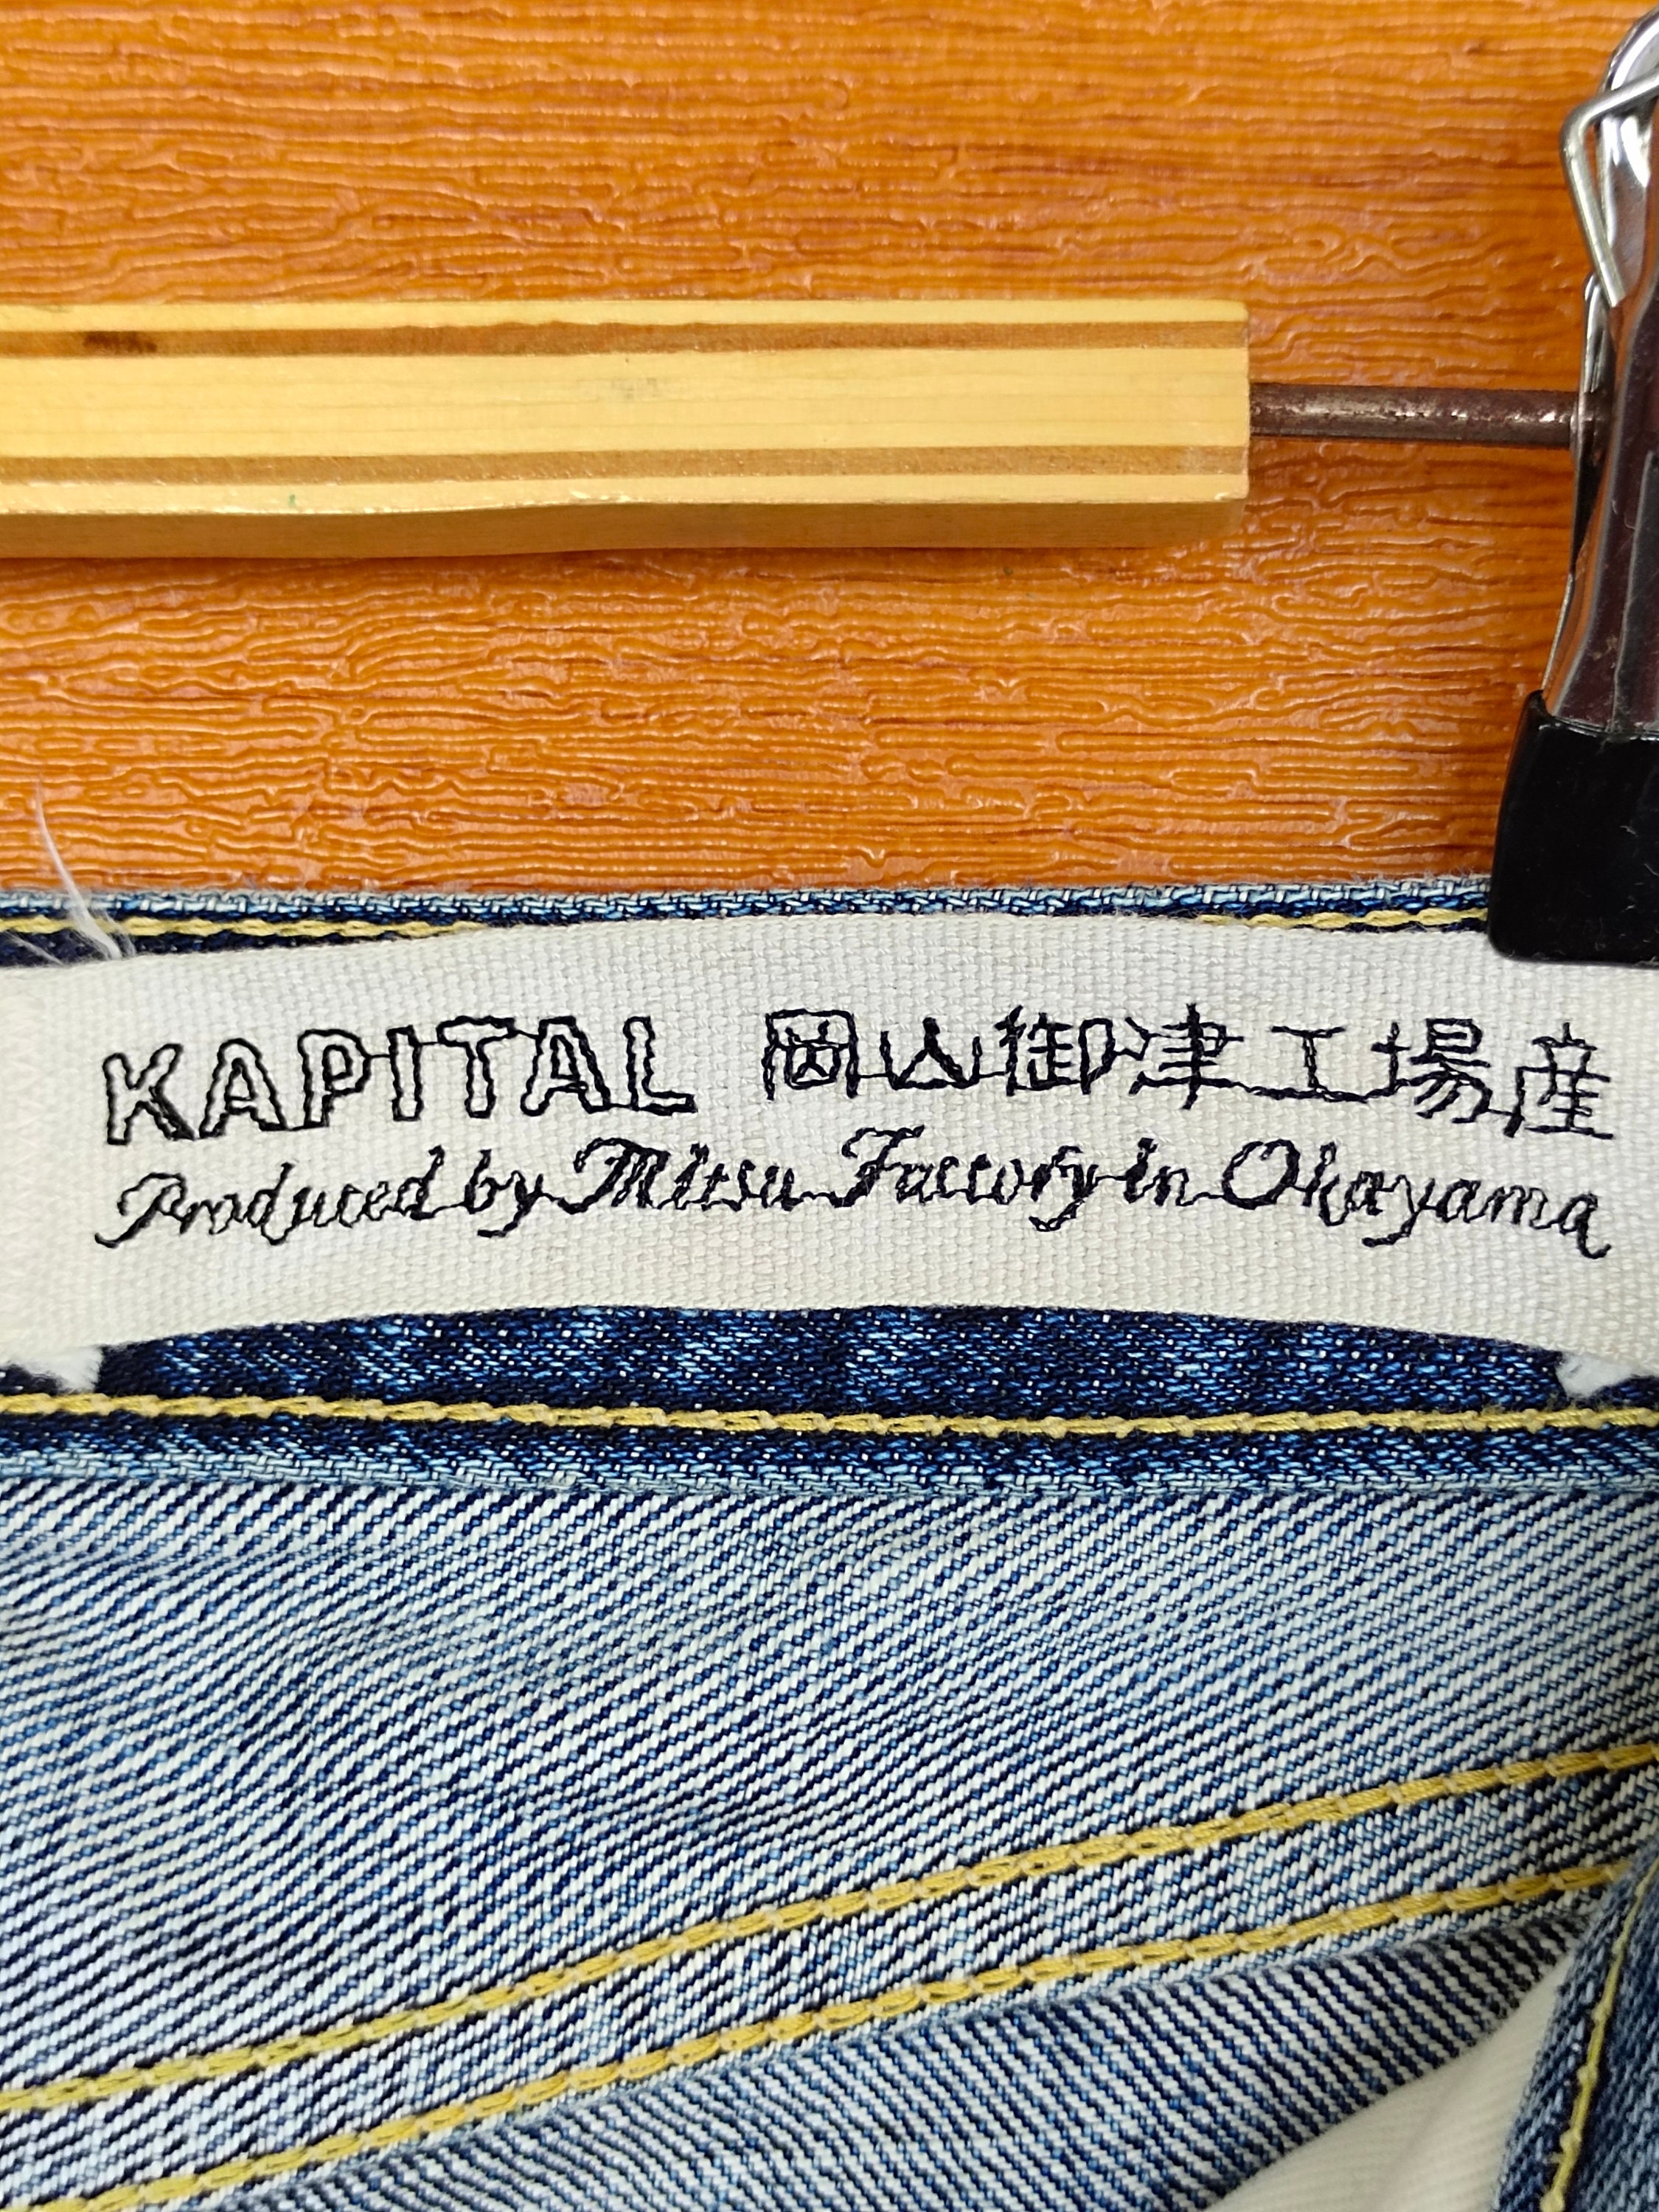 KAPITAL 岡山御津工場産
Produced by Mitsu Factory in Okayama